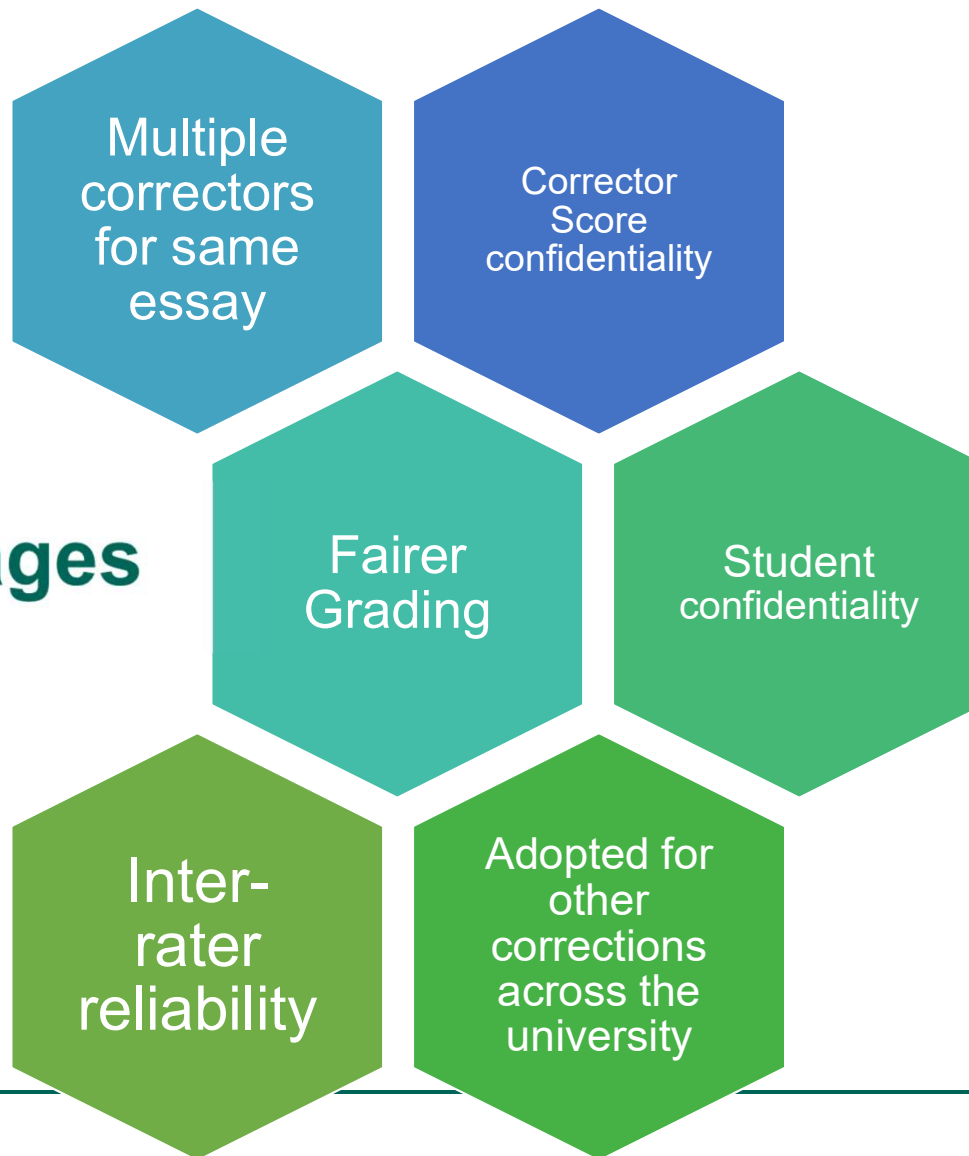 Multiple
correctors
for same
essay
Corrector
Score
confidentiality
ages
Fairer
Grading
Student
confidentiality
Inter-
rater
reliability
Adopted for
other
corrections
across the
university